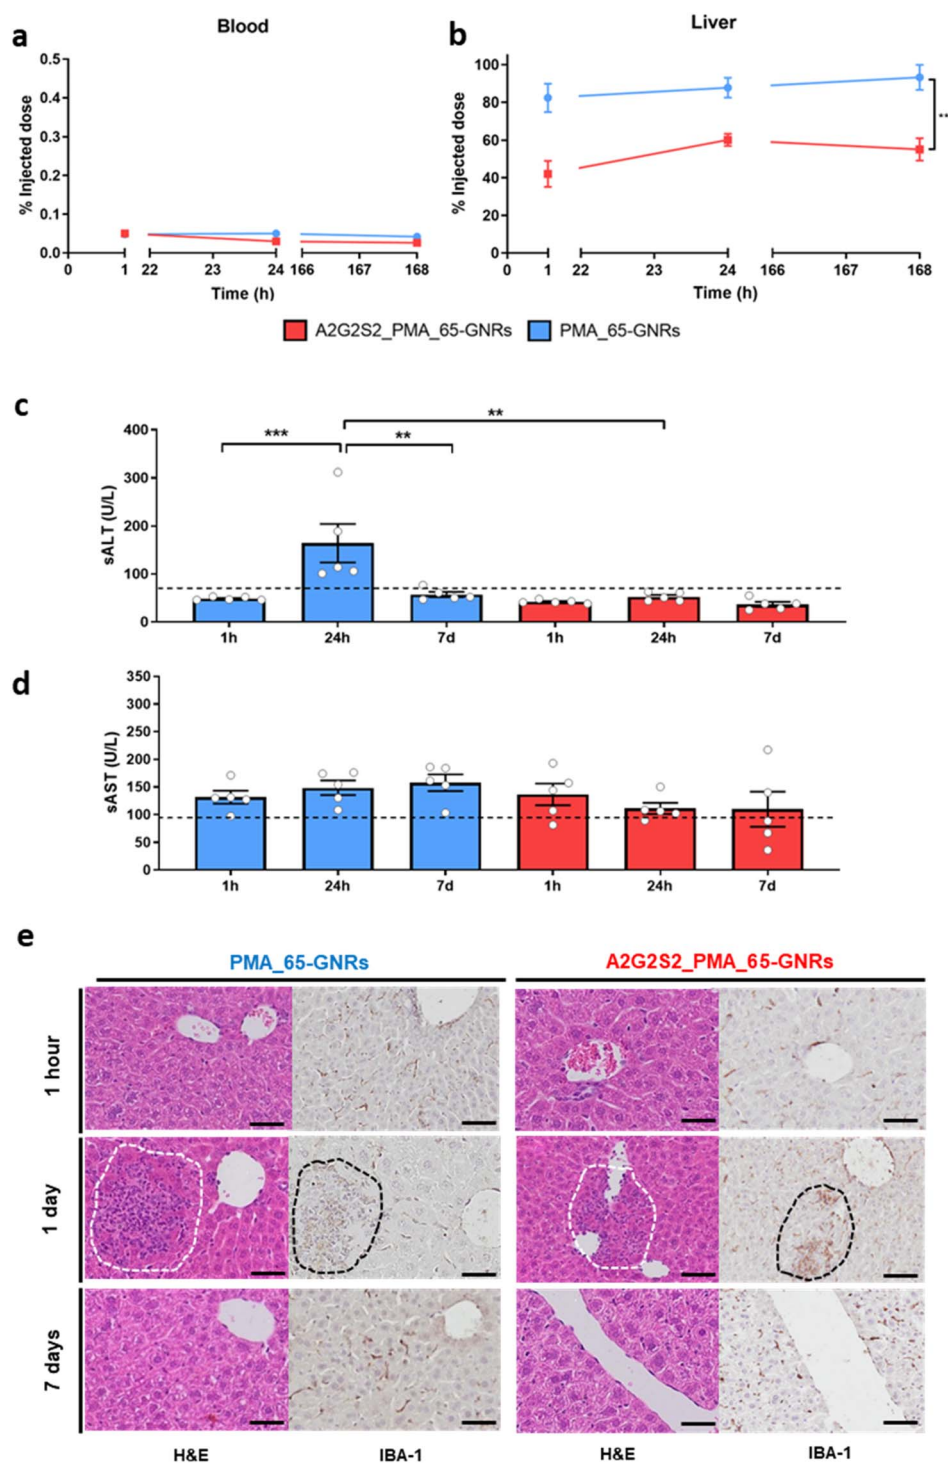 a
Blood
% Injected dose
0.5
0.4
0.3
0.2
0.1
0.0
0 1 22 23 24 166 167 168
Time (h)
b
Liver
% Injected dose
100
80
60
40
20
0
0 1 22 23 24 166 167 168
Time (h)
**
A2G2S2_PMA_65-GNRs PMA_65-GNRs
c
sALT (U/L)
400
300
200
100
0
*** ** **
1h 24h 7d 1h 24h 7d
d
sAST (U/L)
350
300
250
200
150
100
50
0
1h 24h 7d 1h 24h 7d
e
PMA_65-GNRs A2G2S2_PMA_65-GNRs
1 hour
1 day
7 days
H&E IBA-1 H&E IBA-1